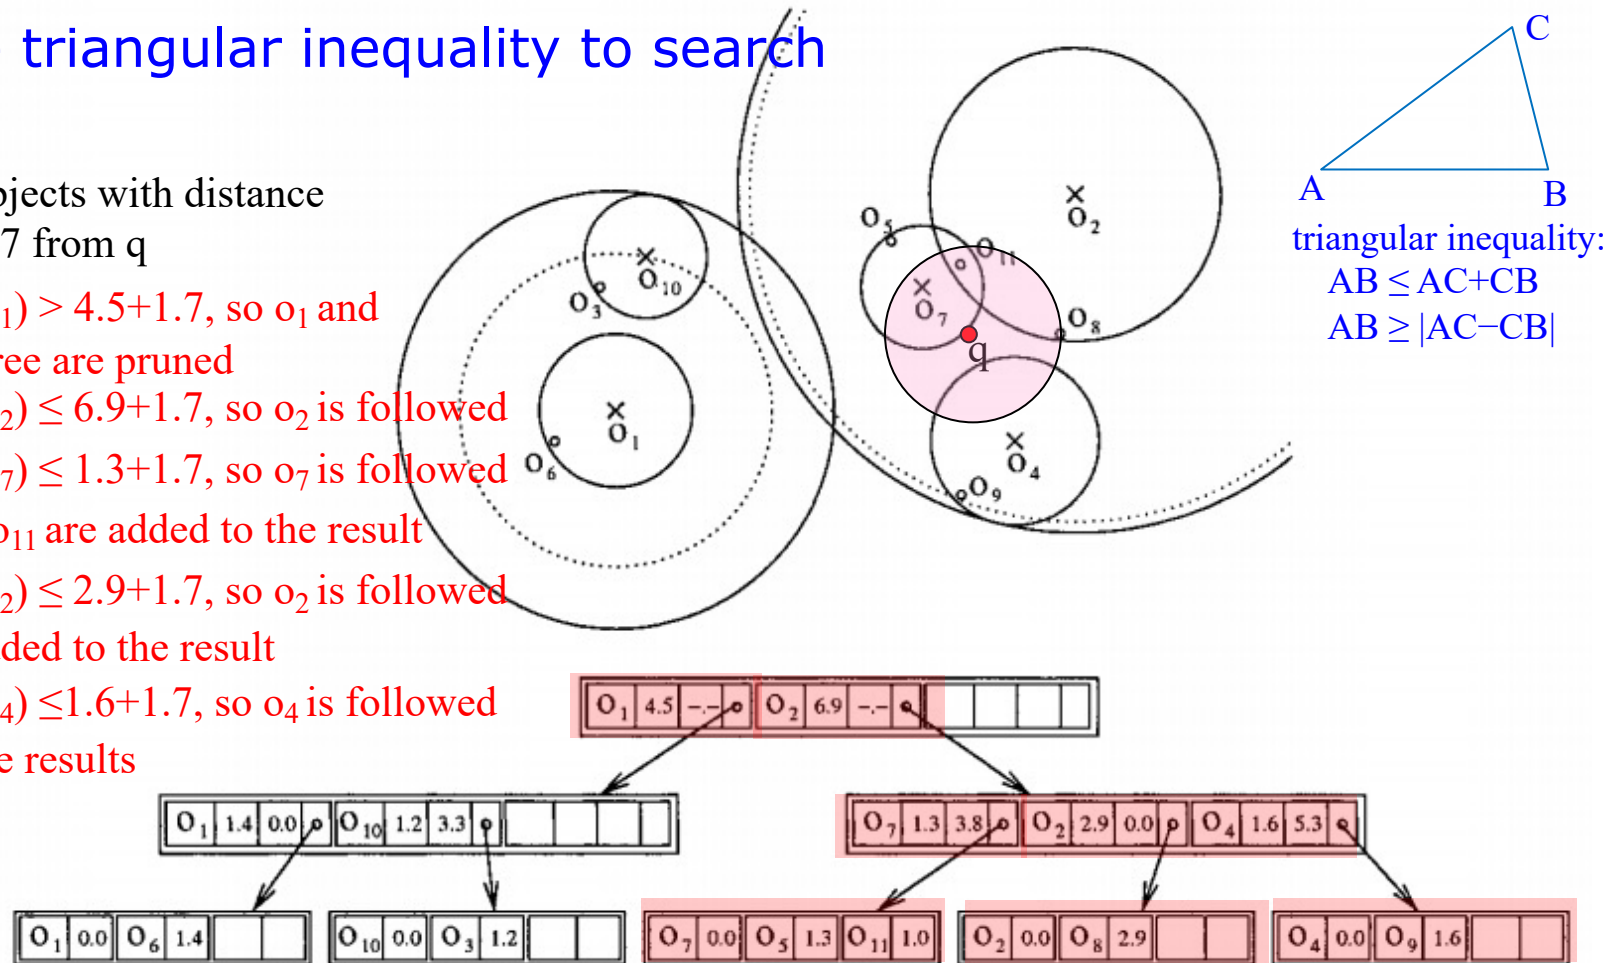 triangular inequality to search
bjects with distance
7 from q
₁) > 4.5+1.7, so o₁ and
ree are pruned
₂) ≤ 6.9+1.7, so o₂ is followed
₇) ≤ 1.3+1.7, so o₇ is followed
o₁₁ are added to the result
₂) ≤ 2.9+1.7, so o₂ is followed
ded to the result
₄) ≤1.6+1.7, so o₄ is followed
e results
O₁₀
O₃
O₁
O₆
O₂
O₅
O₁₁
O₇
O₈
q
O₄
O₉
C
A
B
triangular inequality:
AB ≤ AC+CB
AB ≥ |AC−CB|
O₁ 4.5 -.- O₂ 6.9 -.-
O₁ 1.4 0.0 O₁₀ 1.2 3.3
O₇ 1.3 3.8 O₂ 2.9 0.0 O₄ 1.6 5.3
O₁ 0.0 O₆ 1.4
O₁₀ 0.0 O₃ 1.2
O₇ 0.0 O₅ 1.3 O₁₁ 1.0
O₂ 0.0 O₈ 2.9
O₄ 0.0 O₉ 1.6